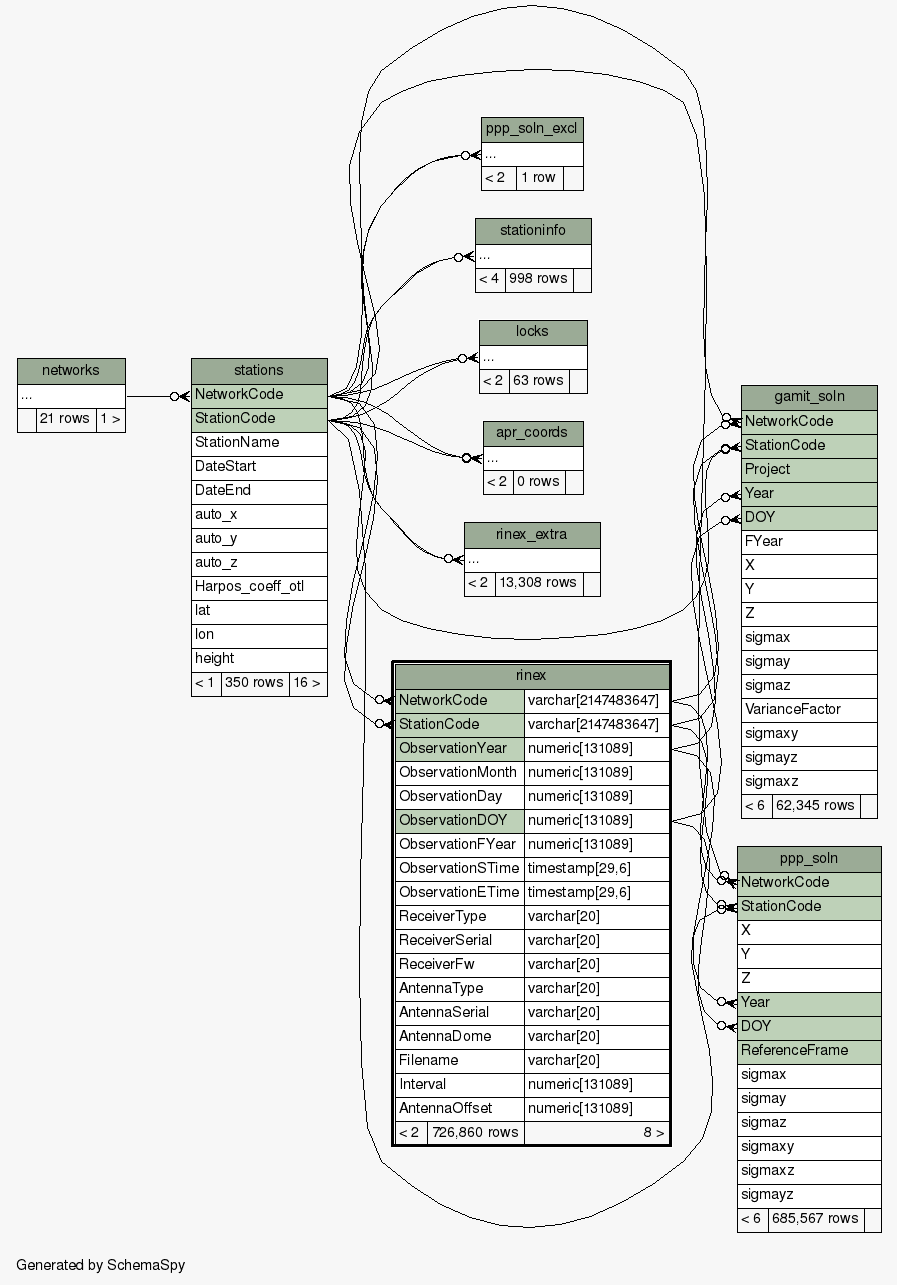 ppp_soln_excl
...
< 2 1 row
stationinfo
...
< 4 998 rows
locks
...
< 2 63 rows
apr_coords
...
< 2 0 rows
rinex_extra
...
< 2 13,308 rows
networks
...
21 rows 1 >
stations
NetworkCode
StationCode
StationName
DateStart
DateEnd
auto_x
auto_y
auto_z
Harpos_coeff_otl
lat
lon
height
< 1 350 rows 16 >
gamit_soln
NetworkCode
StationCode
Project
Year
DOY
FYear
X
Y
Z
sigmax
sigmay
sigmaz
VarianceFactor
sigmaxy
sigmayz
sigmaxz
< 6 62,345 rows
rinex
NetworkCode varchar[2147483647]
StationCode varchar[2147483647]
ObservationYear numeric[131089]
ObservationMonth numeric[131089]
ObservationDay numeric[131089]
ObservationDOY numeric[131089]
ObservationFYear numeric[131089]
ObservationSTime timestamp[29,6]
ObservationETime timestamp[29,6]
ReceiverType varchar[20]
ReceiverSerial varchar[20]
ReceiverFw varchar[20]
AntennaType varchar[20]
AntennaSerial varchar[20]
AntennaDome varchar[20]
Filename varchar[20]
Interval numeric[131089]
AntennaOffset numeric[131089]
< 2 726,860 rows 8 >
ppp_soln
NetworkCode
StationCode
X
Y
Z
Year
DOY
ReferenceFrame
sigmax
sigmay
sigmaz
sigmaxy
sigmaxz
sigmayz
< 6 685,567 rows
Generated by SchemaSpy